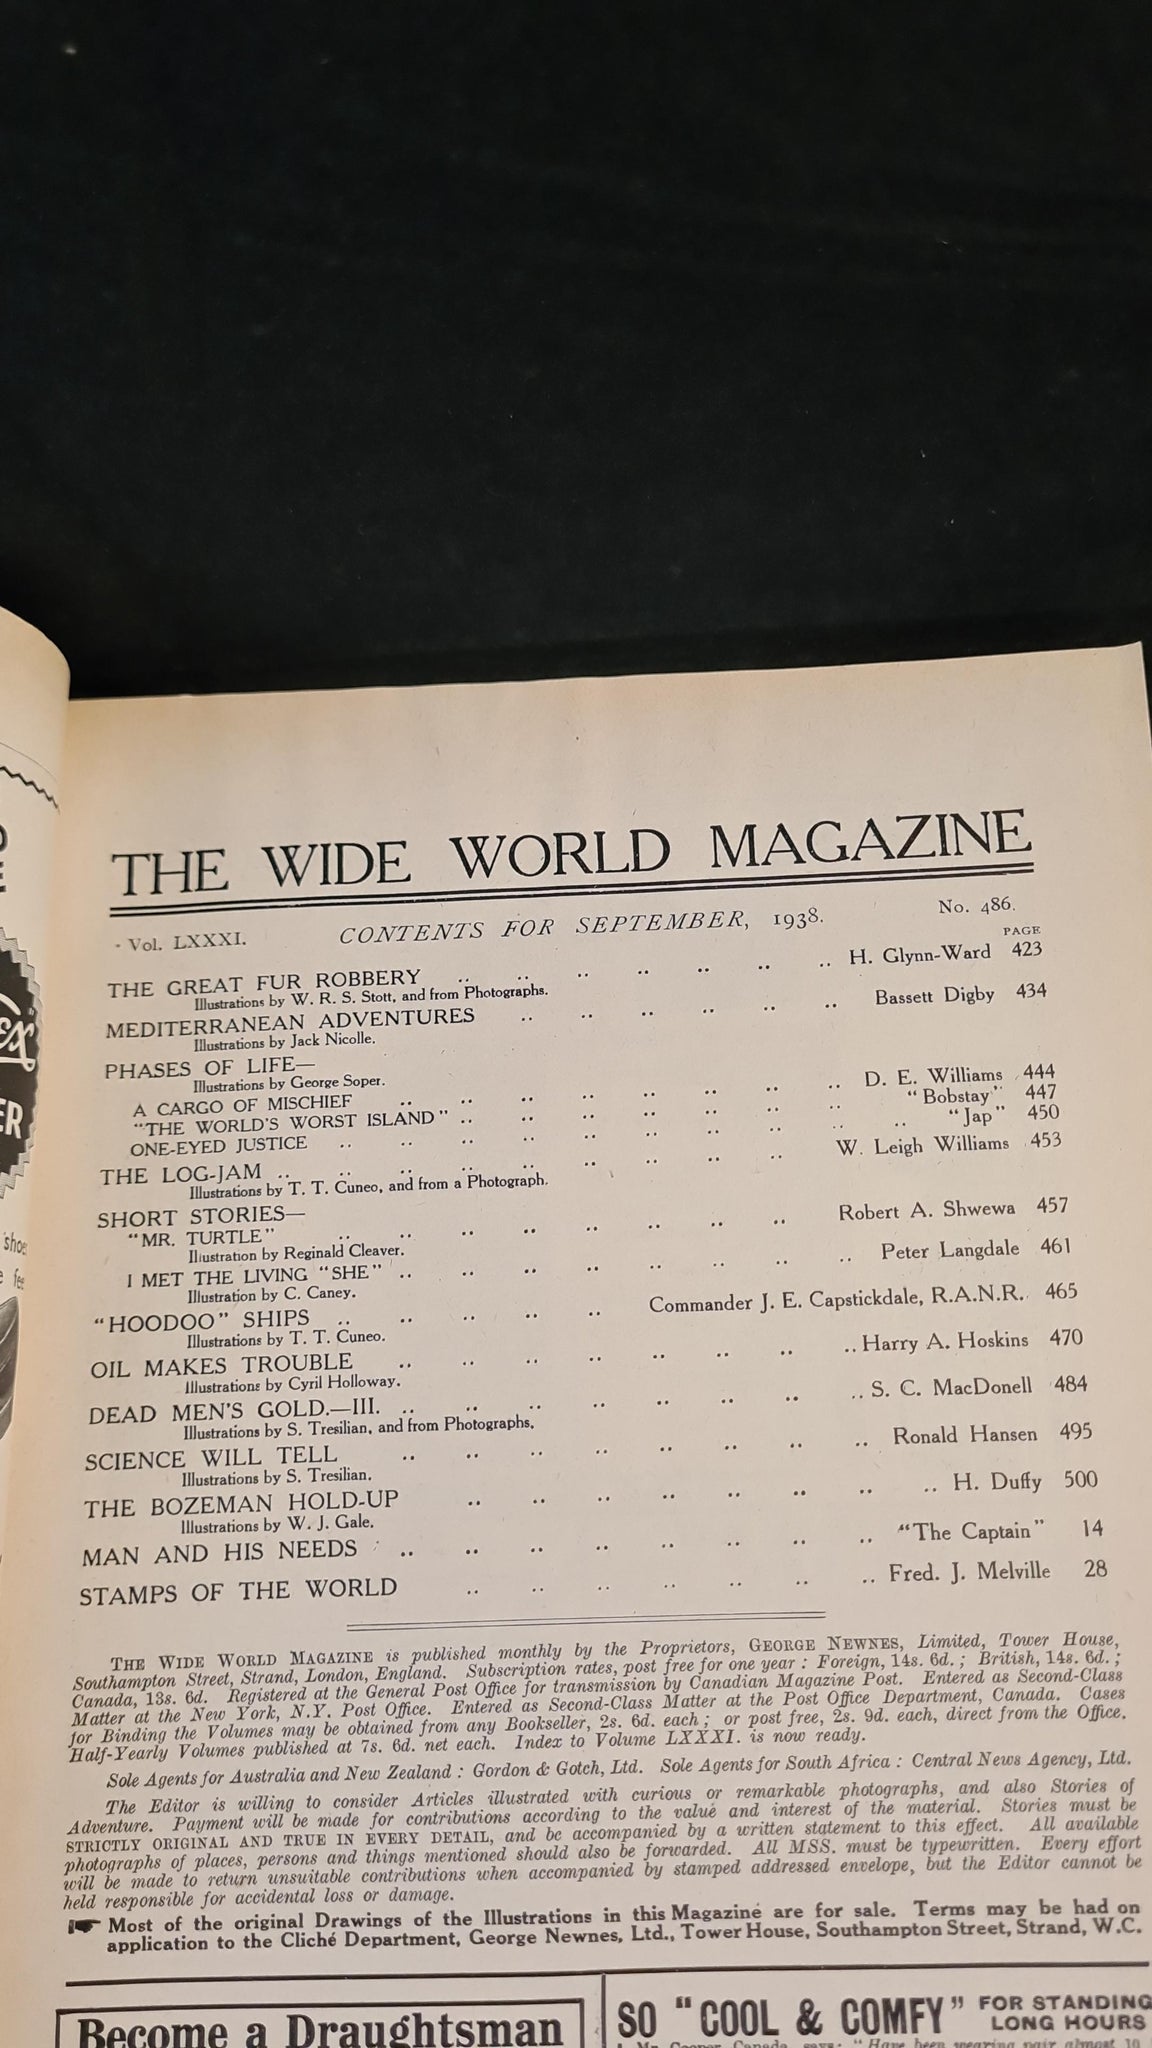 THE WIDE WORLD MAGAZINE
Vol. LXXXI. CONTENTS FOR SEPTEMBER, 1938. No. 486.
PAGE
THE GREAT FUR ROBBERY .. .. .. .. .. .. .. H. Glynn-Ward 423
Illustrations by W. R. S. Stott, and from Photographs.
MEDITERRANEAN ADVENTURES .. .. .. .. .. .. Bassett Digby 434
Illustrations by Jack Nicolle.
PHASES OF LIFE—
Illustrations by George Soper.
A CARGO OF MISCHIEF .. .. .. .. .. .. .. .. D. E. Williams 444
"THE WORLD'S WORST ISLAND" .. .. .. .. .. .. "Bobstay" 447
ONE-EYED JUSTICE .. .. .. .. .. .. .. .. .. "Jap" 450
THE LOG-JAM .. .. .. .. .. .. .. .. .. W. Leigh Williams 453
Illustrations by T. T. Cuneo, and from a Photograph.
SHORT STORIES—
"MR. TURTLE" .. .. .. .. .. .. .. .. Robert A. Shwewa 457
Illustration by Reginald Cleaver.
I MET THE LIVING "SHE" .. .. .. .. .. .. .. .. Peter Langdale 461
Illustration by C. Caney.
"HOODOO" SHIPS .. .. .. .. .. Commander J. E. Capstickdale, R.A.N.R. 465
Illustrations by T. T. Cuneo.
OIL MAKES TROUBLE .. .. .. .. .. .. .. .. Harry A. Hoskins 470
Illustrations by Cyril Holloway.
DEAD MEN'S GOLD.—III. .. .. .. .. .. .. .. .. S. C. MacDonell 484
Illustrations by S. Tresilian, and from Photographs.
SCIENCE WILL TELL .. .. .. .. .. .. .. .. Ronald Hansen 495
Illustrations by S. Tresilian.
THE BOZEMAN HOLD-UP .. .. .. .. .. .. .. .. H. Duffy 500
Illustrations by W. J. Gale.
MAN AND HIS NEEDS .. .. .. .. .. .. .. .. "The Captain" 14
STAMPS OF THE WORLD .. .. .. .. .. .. .. Fred. J. Melville 28
THE WIDE WORLD MAGAZINE is published monthly by the Proprietors, GEORGE NEWNES, Limited, Tower House,
Southampton Street, Strand, London, England. Subscription rates, post free for one year : Foreign, 14s. 6d. ; British, 14s. 6d. ;
Canada, 13s. 6d. Registered at the General Post Office for transmission by Canadian Magazine Post. Entered as Second-Class
Matter at the New York, N.Y. Post Office. Entered as Second-Class Matter at the Post Office Department, Canada. Cases
for Binding the Volumes may be obtained from any Bookseller, 2s. 6d. each ; or post free, 2s. 9d. each, direct from the Office.
Half-Yearly Volumes published at 7s. 6d. net each. Index to Volume LXXXI. is now ready.
Sole Agents for Australia and New Zealand : Gordon & Gotch, Ltd. Sole Agents for South Africa : Central News Agency, Ltd.
The Editor is willing to consider Articles illustrated with curious or remarkable photographs, and also Stories of
Adventure. Payment will be made for contributions according to the value and interest of the material. Stories must be
STRICTLY ORIGINAL AND TRUE IN EVERY DETAIL, and be accompanied by a written statement to this effect. All available
photographs of places, persons and things mentioned should also be forwarded. All MSS. must be typewritten. Every effort
will be made to return unsuitable contributions when accompanied by stamped addressed envelope, but the Editor cannot be
held responsible for accidental loss or damage.
Most of the original Drawings of the Illustrations in this Magazine are for sale. Terms may be had on
application to the Cliché Department, George Newnes, Ltd., Tower House, Southampton Street, Strand, W.C.
Become a Draughtsman
SO "COOL & COMFY" FOR STANDING
LONG HOURS